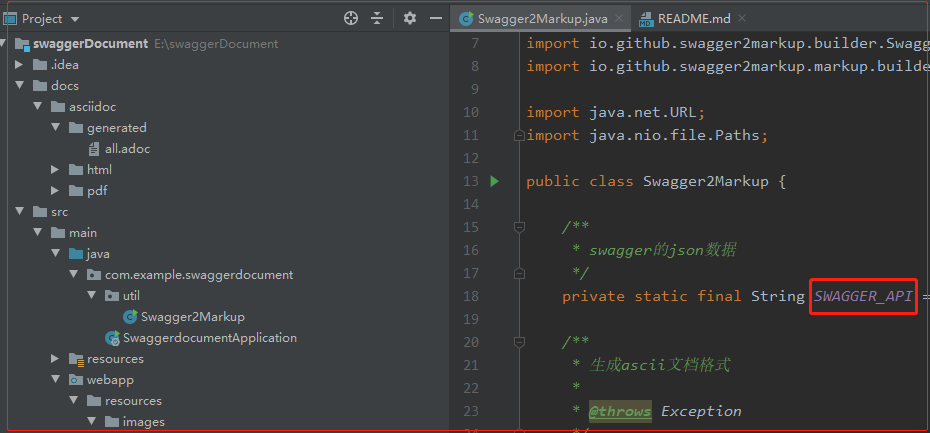 Project
swaggerDocument E:\swaggerDocument
.idea
docs
asciidoc
generated
all.adoc
html
pdf
src
main
java
com.example.swaggerdocument
util
Swagger2Markup
SwaggerdocumentApplication
resources
webapp
resources
images
Swagger2Markup.java
README.md
7 import io.github.swagger2markup.builder.Swagg
8 import io.github.swagger2markup.markup.builde
9
10 import java.net.URL;
11 import java.nio.file.Paths;
12
13 public class Swagger2Markup {
14
15 /**
16 * swagger的json数据
17 */
18 private static final String SWAGGER_API =
19
20 /**
21 * 生成ascii文档格式
22 *
23 * @throws Exception
*/